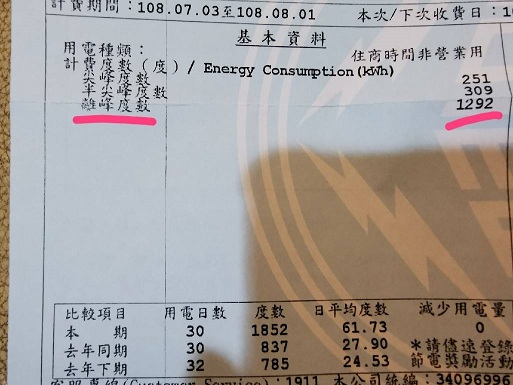 計費期間：108.07.03至108.08.01 本次/下次收費日：
基本資料
用電種類： 住商時間非營業用
計費度數（度）/ Energy Consumption(kWh)
尖峰度數 251
半尖峰度數 309
離峰度數 1292
比較項目 用電日數 度數 日平均度數 減少用電量
本期 30 1852 61.73 0
去年同期 30 837 27.90 *請儘速登錄
去年下期 32 785 24.53 節電獎勵活動
客服專線(Customer Service)：1911 本公司統編：34096996